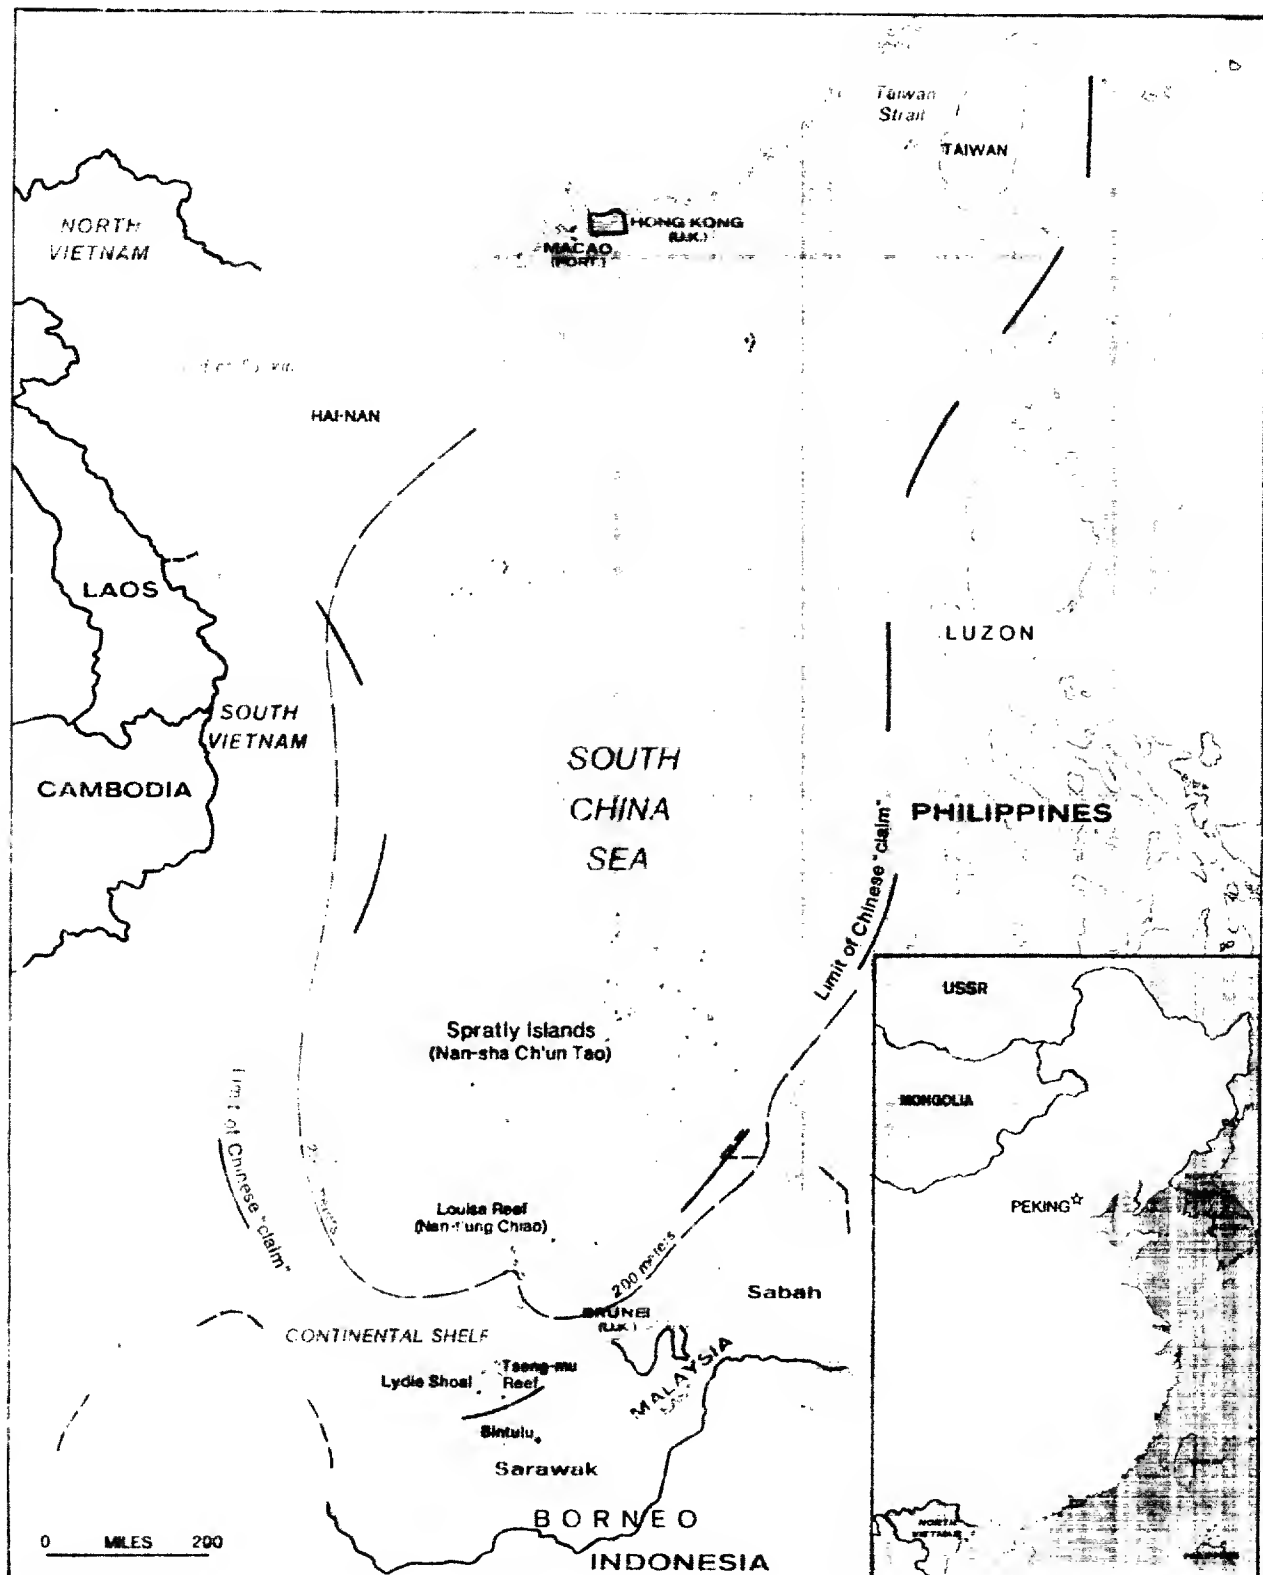 Taiwan
Strait
TAIWAN
NORTH
VIETNAM
HONG KONG
(U.K.)
MACAO
(PORT.)
HAI-NAN
LAOS
LUZON
SOUTH
VIETNAM
SOUTH
CHINA
SEA
CAMBODIA
PHILIPPINES
Limit of Chinese "claim"
Spratly Islands
(Nan-sha Ch'un Tao)
Limit of Chinese "claim"
Louisa Reef
200 meters
Sabah
BRUNEI
(U.K.)
CONTINENTAL SHELF
MALAYSIA
Lydie Shoal
Tseng-mu
Reef
Bintulu
Sarawak
BORNEO
INDONESIA
0 MILES 200
USSR
MONGOLIA
PEKING
NORTH
VIETNAM